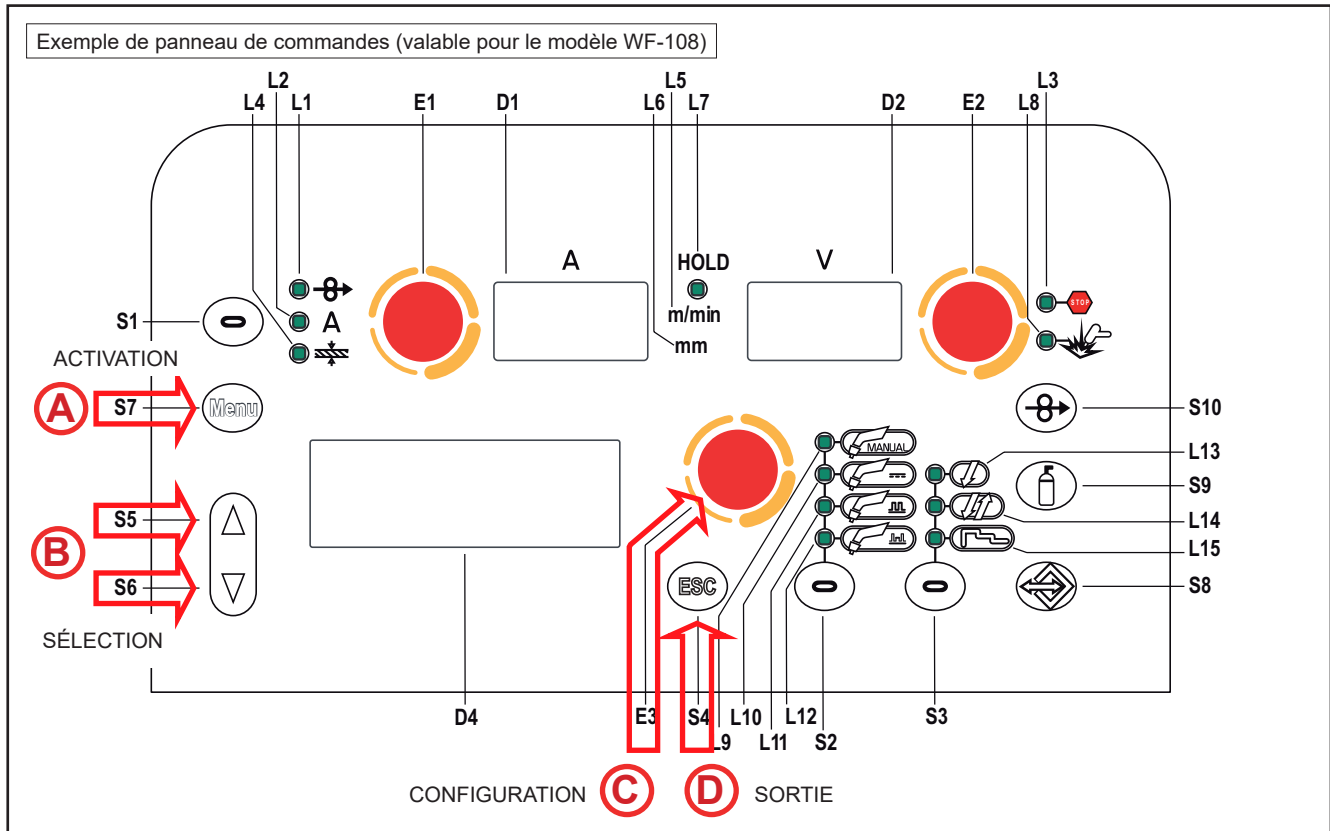 Exemple de panneau de commandes (valable pour le modèle WF-108)
L2 L5 L3
L4 L1 E1 D1 L6 L7 D2 E2 L8
A HOLD V
STOP
m/min
S1 A mm
ACTIVATION
A S7 Menu S10
MANUAL L13
S5 S9
L14
B L15
S6 ESC S8
SÉLECTION
D4 E3 S4 L10 L12 S3
L9 L11 S2
CONFIGURATION C D SORTIE